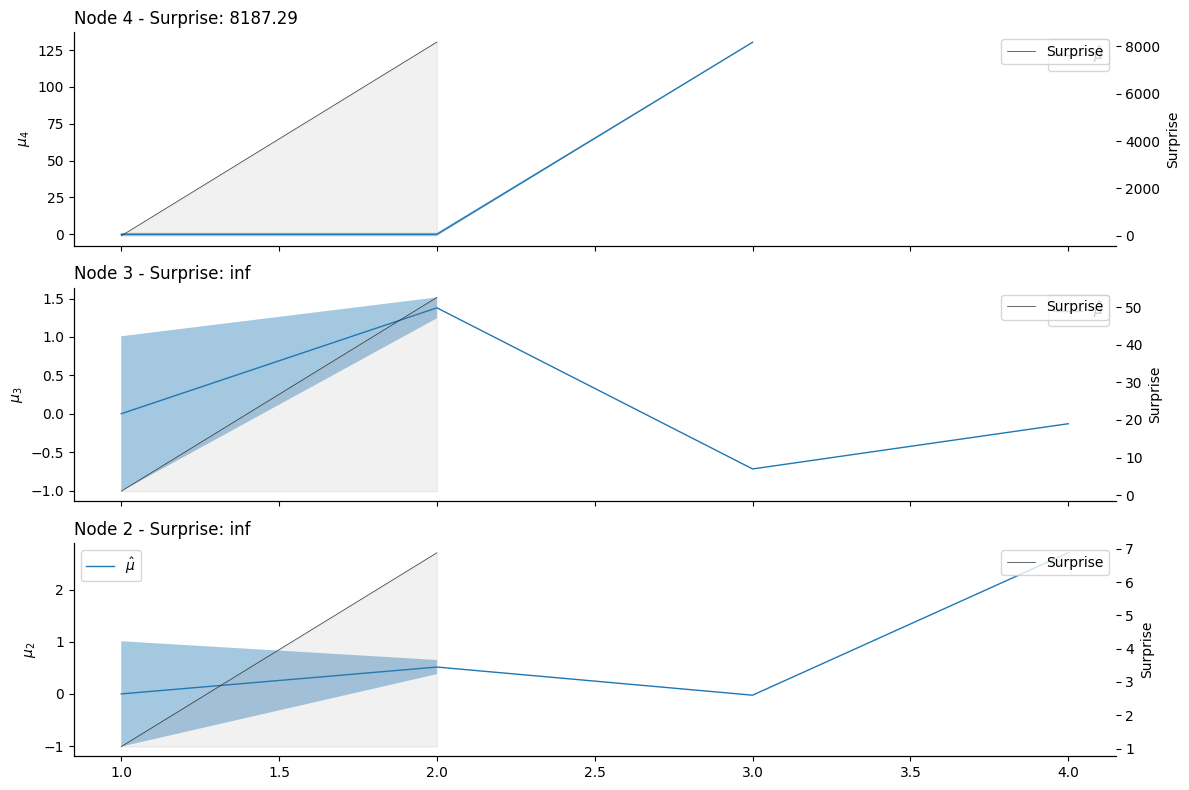 Node 4 - Surprise: 8187.29
125
100
75
50
25
0
μ4
Surprise
μ̂
8000
6000
4000
2000
0
Surprise
Node 3 - Surprise: inf
1.5
1.0
0.5
0.0
−0.5
−1.0
μ3
Surprise
μ̂
50
40
30
20
10
0
Surprise
Node 2 - Surprise: inf
μ̂
2
1
0
−1
μ2
Surprise
7
6
5
4
3
2
1
Surprise
1.0 1.5 2.0 2.5 3.0 3.5 4.0